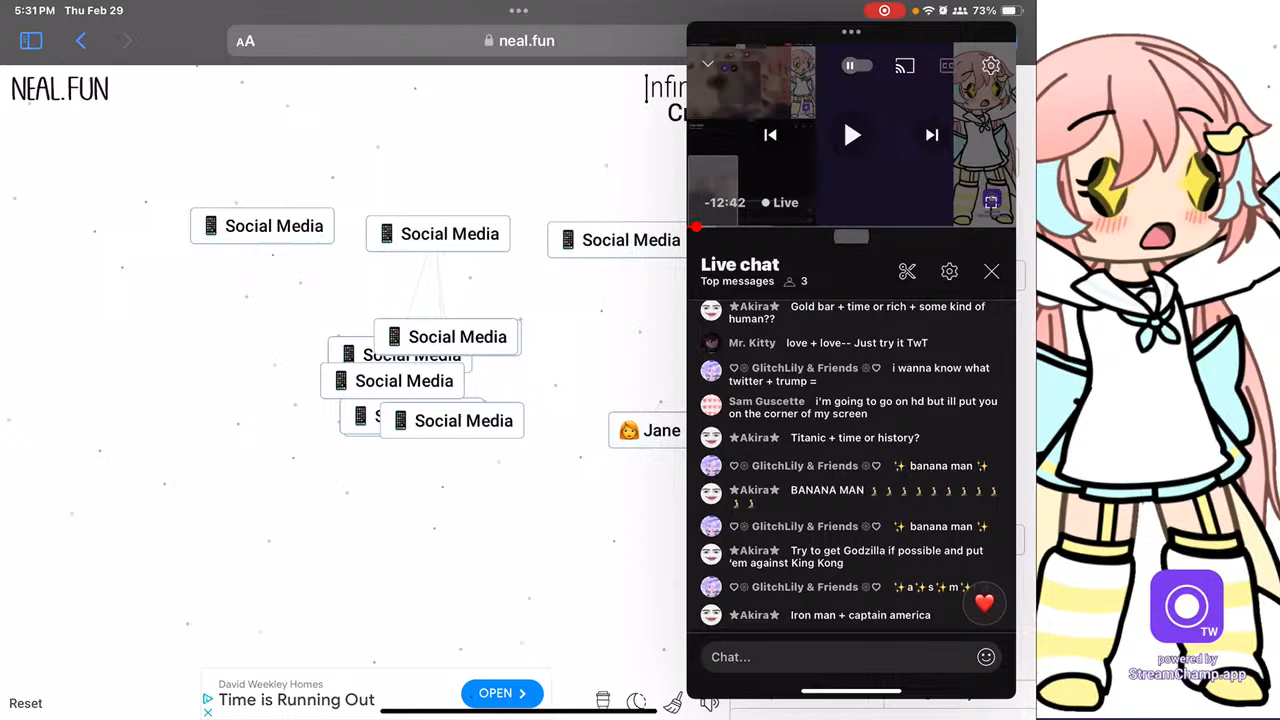 5:31 PM Thu Feb 29
73%
AA
neal.fun
NEAL.FUN
Social Media
Social Media
Social Media
Social Media
Social Media
Social Media
Social Media
Jane
-12:42
Live
CC
Live chat
Top messages 3
★Akira★ Gold bar + time or rich + some kind of
human??
Mr. Kitty love + love-- Just try it TwT
♡❀ GlitchLily & Friends ❀♡ i wanna know what
twitter + trump =
Sam Guscette i’m going to go on hd but ill put you
on the corner of my screen
★Akira★ Titanic + time or history?
♡❀ GlitchLily & Friends ❀♡ ✨ banana man ✨
★Akira★ BANANA MAN
♡❀ GlitchLily & Friends ❀♡ ✨ banana man ✨
★Akira★ Try to get Godzilla if possible and put
‘em against King Kong
♡❀ GlitchLily & Friends ❀♡ ✨a✨s✨m✨
★Akira★ Iron man + captain america
Chat...
David Weekley Homes
Time is Running Out
OPEN
Reset
TW
powered by
StreamChamp.app